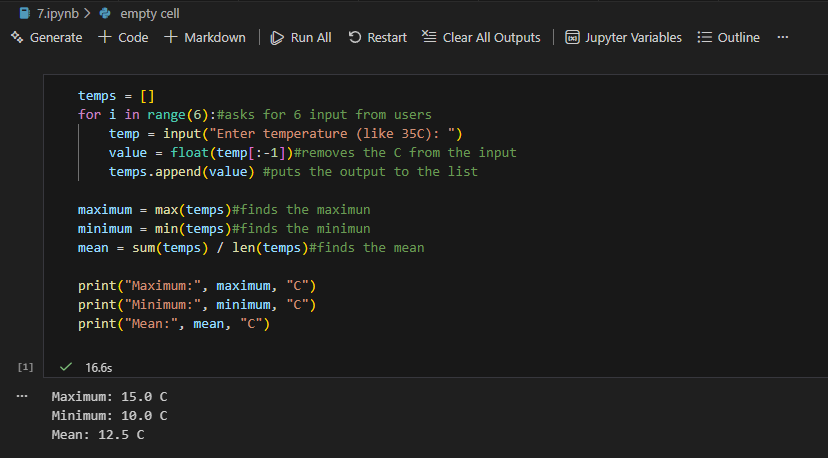 7.ipynb > empty cell
Generate + Code + Markdown | Run All Restart Clear All Outputs | Jupyter Variables Outline ...
temps = []
for i in range(6):#asks for 6 input from users
    temp = input("Enter temperature (like 35C): ")
    value = float(temp[:-1])#removes the C from the input
    temps.append(value) #puts the output to the list
maximum = max(temps)#finds the maximun
minimum = min(temps)#finds the minimun
mean = sum(temps) / len(temps)#finds the mean
print("Maximum:", maximum, "C")
print("Minimum:", minimum, "C")
print("Mean:", mean, "C")
[1] ✓ 16.6s
... Maximum: 15.0 C
Minimum: 10.0 C
Mean: 12.5 C